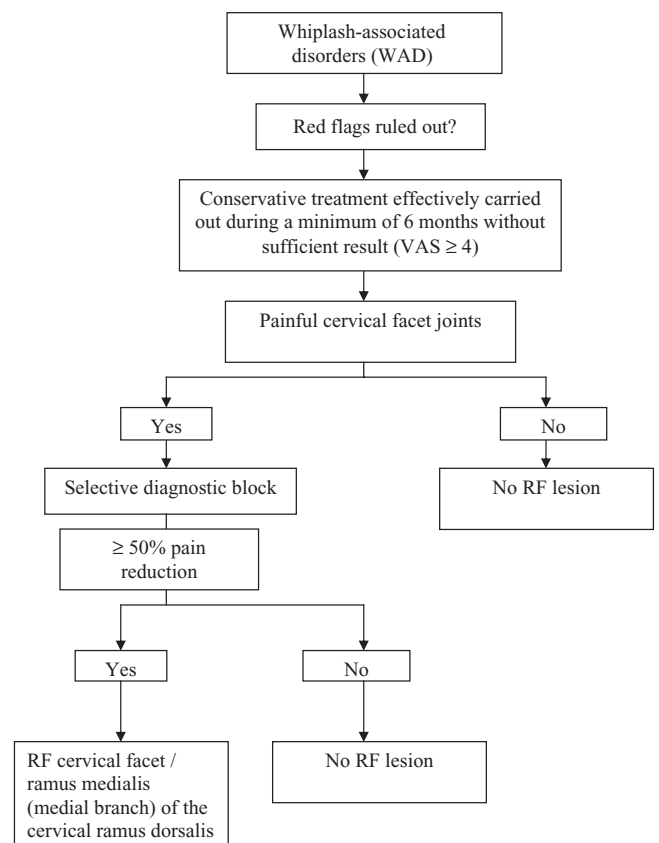 Whiplash-associated
disorders (WAD)
Red flags ruled out?
Conservative treatment effectively carried
out during a minimum of 6 months without
sufficient result (VAS ≥ 4)
Painful cervical facet joints
Yes
No
Selective diagnostic block
No RF lesion
≥ 50% pain
reduction
Yes
No
RF cervical facet /
ramus medialis
(medial branch) of the
cervical ramus dorsalis
No RF lesion